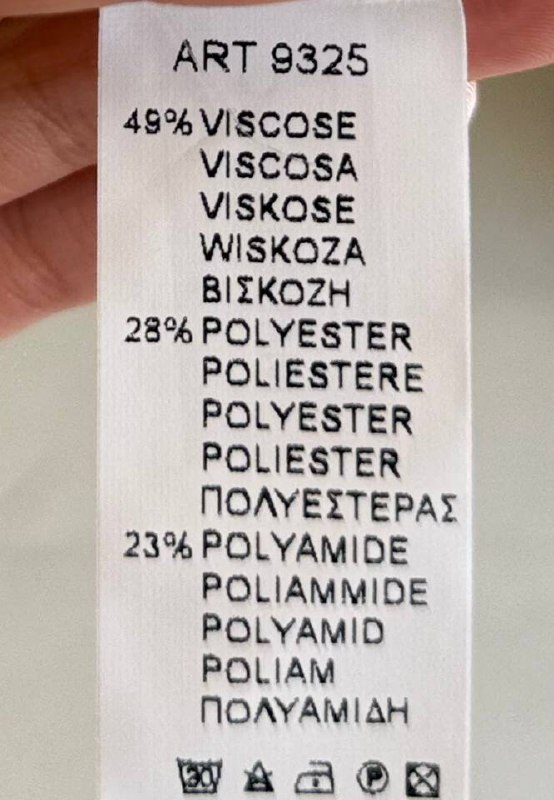 ART 9325
49% VISCOSE
VISCOSA
VISKOSE
WISKOZA
ΒΙΣΚΟΖΗ
28% POLYESTER
POLIESTERE
POLYESTER
POLIESTER
ΠΟΛΥΕΣΤΕΡΑΣ
23% POLYAMIDE
POLIAMMIDE
POLYAMID
POLIAM
ΠΟΛΥΑΜΙΔΗ
30 P